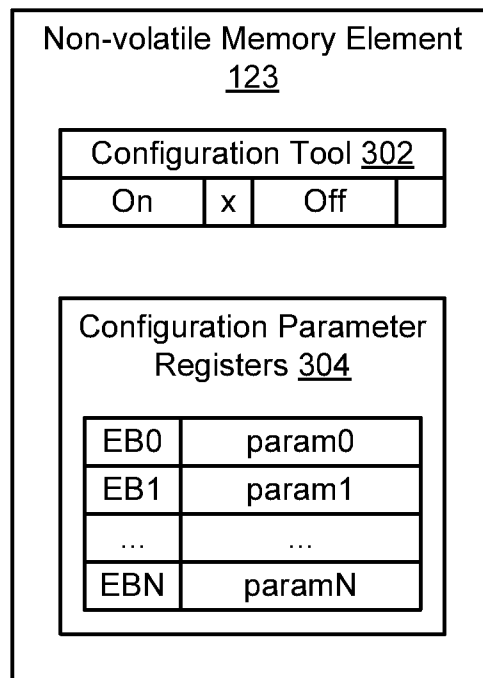 Non-volatile Memory Element
123
Configuration Tool 302
On x Off
Configuration Parameter
Registers 304
EB0 param0
EB1 param1
... ...
EBN paramN